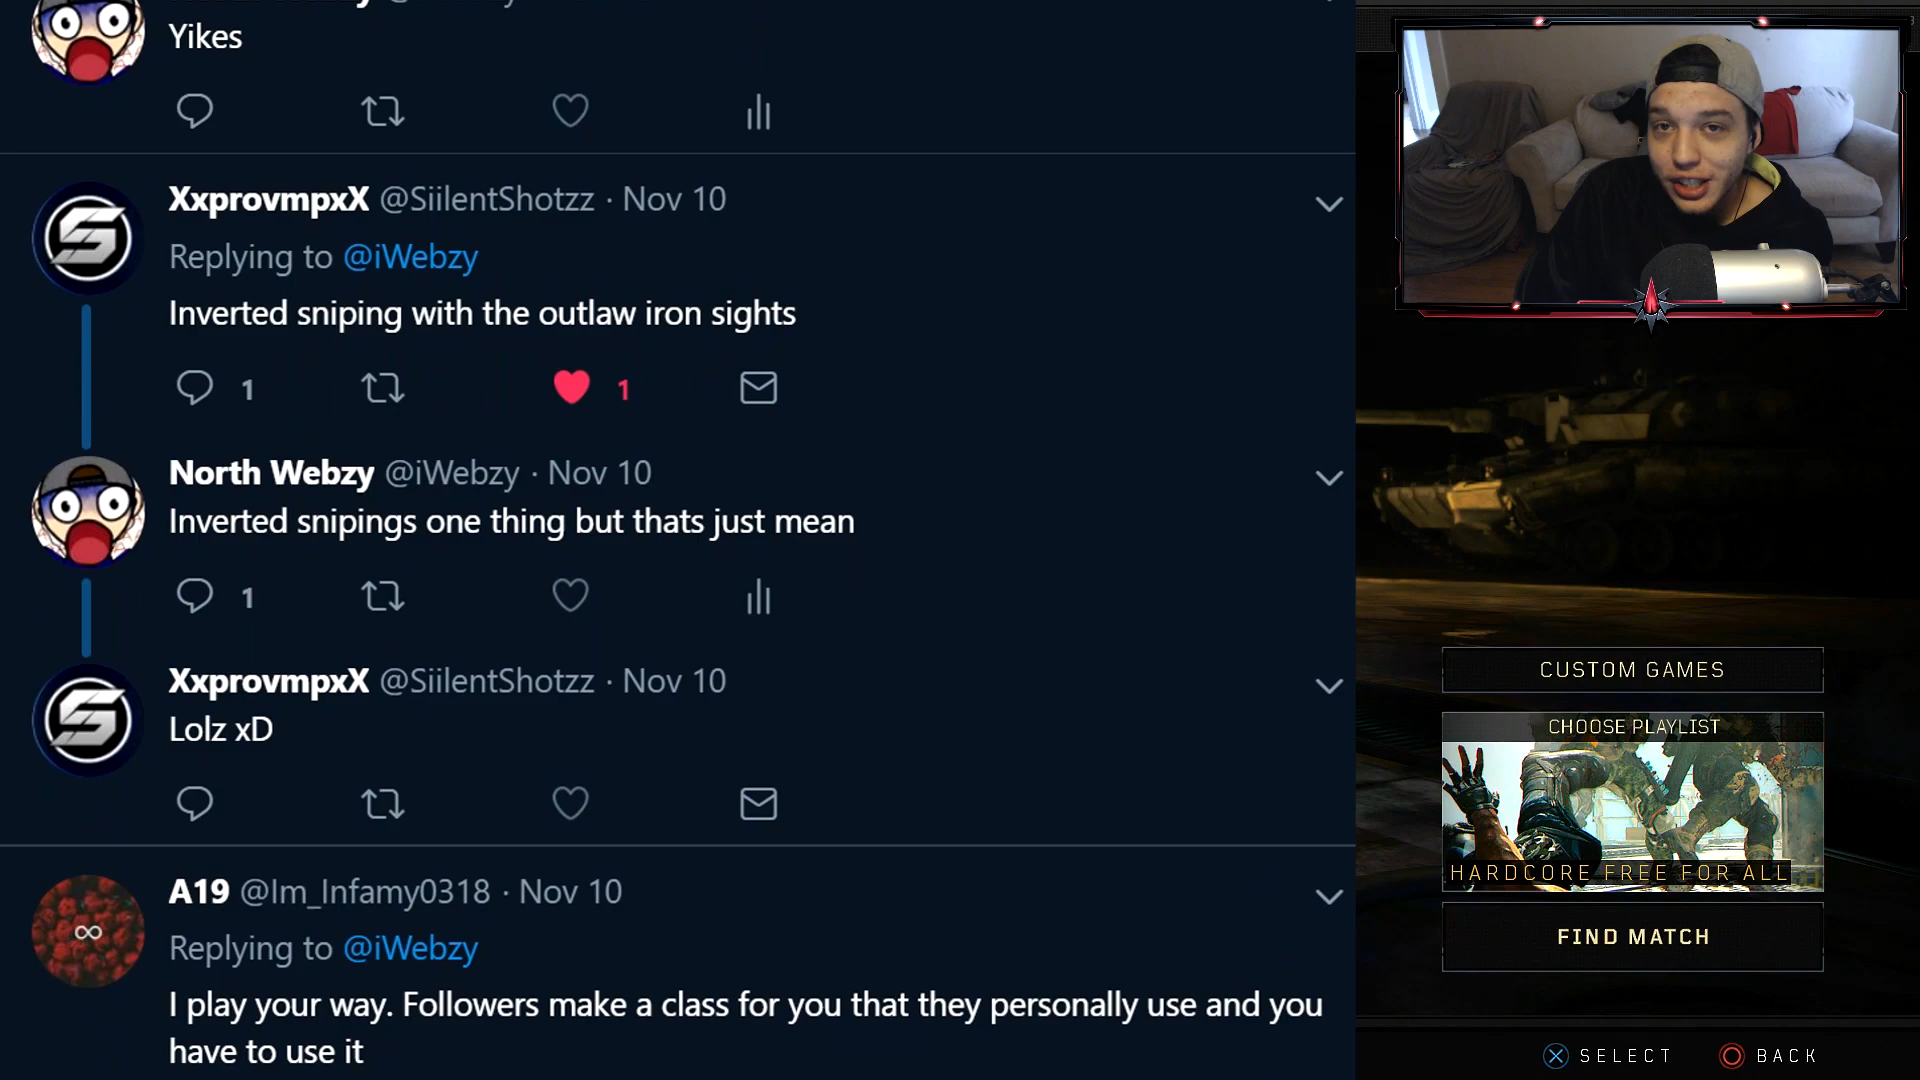 Yikes
XxprovmpxX @SiilentShotzz · Nov 10
Replying to @iWebzy
Inverted sniping with the outlaw iron sights
1 1
North Webzy @iWebzy · Nov 10
Inverted snipings one thing but thats just mean
1
XxprovmpxX @SiilentShotzz · Nov 10
Lolz xD
A19 @Im_Infamy0318 · Nov 10
Replying to @iWebzy
I play your way. Followers make a class for you that they personally use and you
have to use it
CUSTOM GAMES
CHOOSE PLAYLIST
HARDCORE FREE FOR ALL
FIND MATCH
SELECT BACK